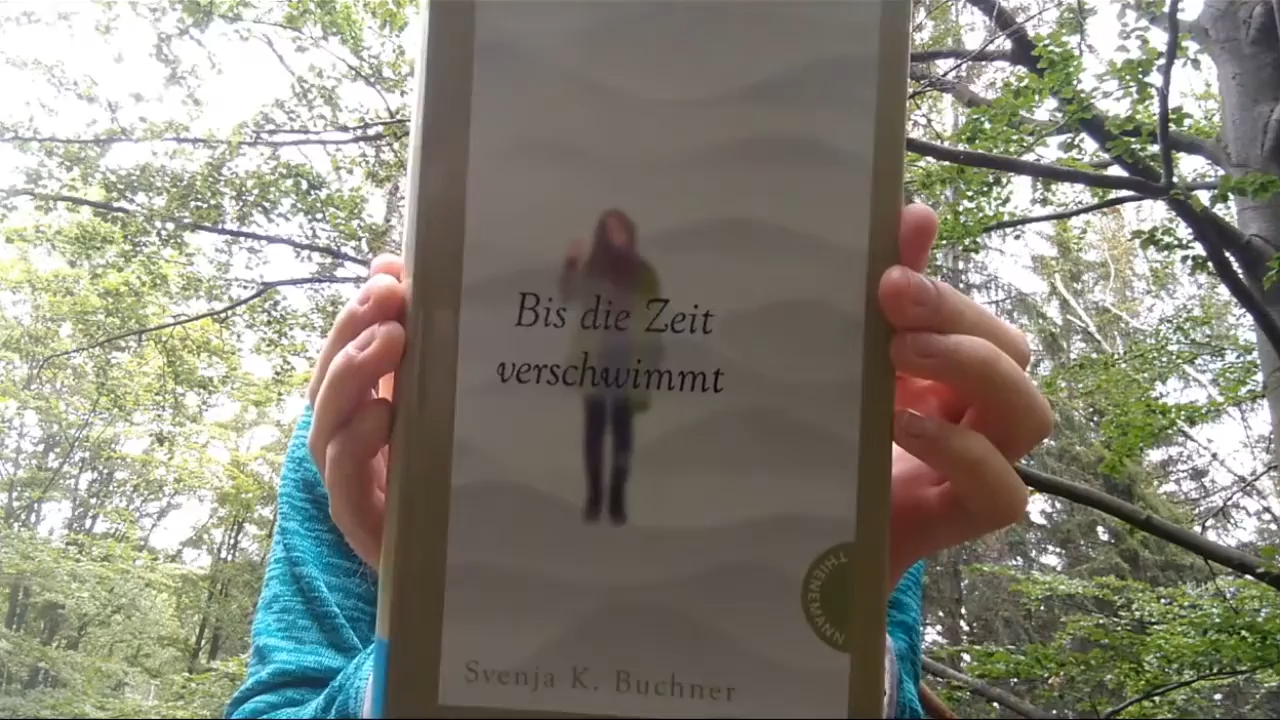 Bis die Zeit
verschwimmt
THIENEMANN
Svenja K. Buchner